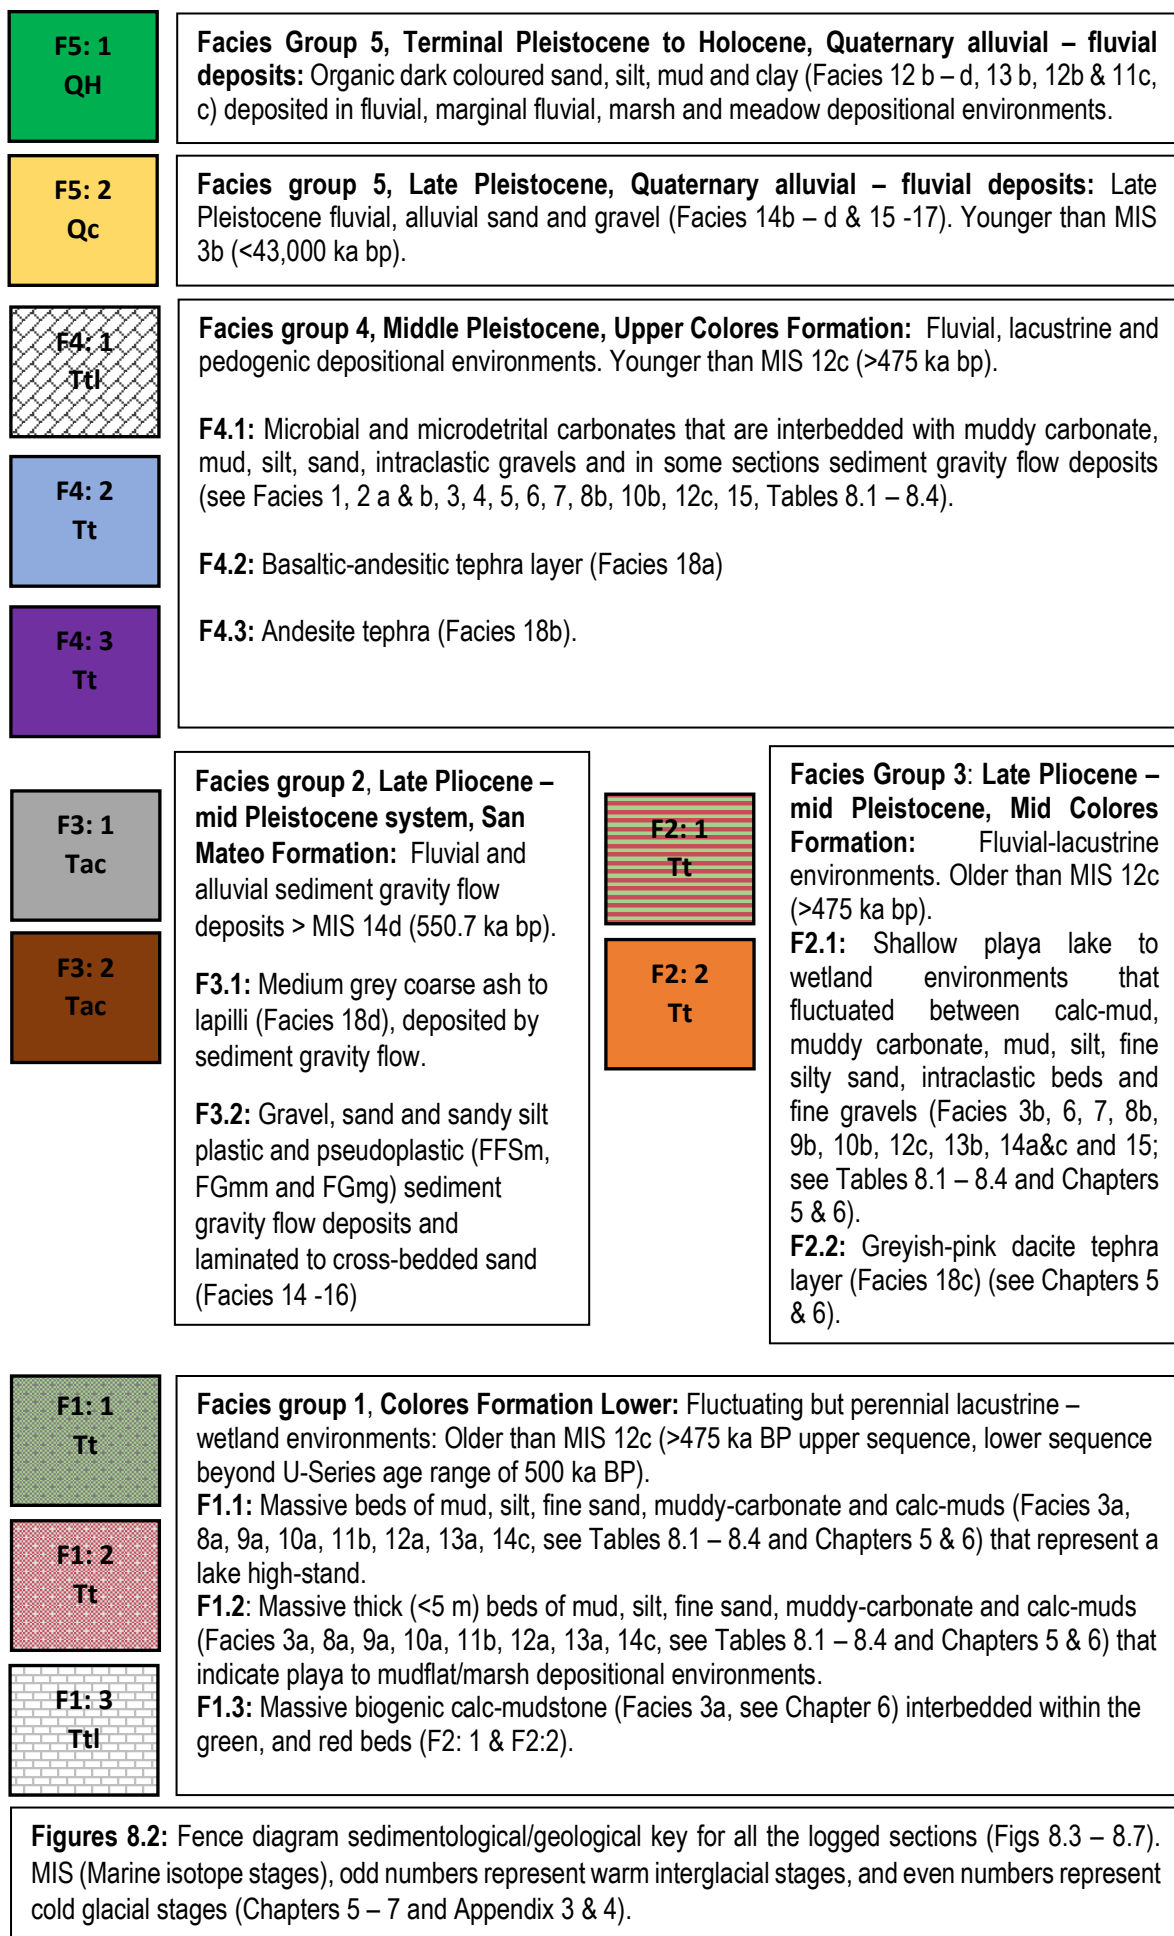 F5: 1
QH
Facies Group 5, Terminal Pleistocene to Holocene, Quaternary alluvial – fluvial
deposits: Organic dark coloured sand, silt, mud and clay (Facies 12 b – d, 13 b, 12b & 11c,
c) deposited in fluvial, marginal fluvial, marsh and meadow depositional environments.
F5: 2
Qc
Facies group 5, Late Pleistocene, Quaternary alluvial – fluvial deposits: Late
Pleistocene fluvial, alluvial sand and gravel (Facies 14b – d & 15 -17). Younger than MIS
3b (<43,000 ka bp).
F4: 1
Ttl
F4: 2
Tt
F4: 3
Tt
Facies group 4, Middle Pleistocene, Upper Colores Formation: Fluvial, lacustrine and
pedogenic depositional environments. Younger than MIS 12c (>475 ka bp).
F4.1: Microbial and microdetrital carbonates that are interbedded with muddy carbonate,
mud, silt, sand, intraclastic gravels and in some sections sediment gravity flow deposits
(see Facies 1, 2 a & b, 3, 4, 5, 6, 7, 8b, 10b, 12c, 15, Tables 8.1 – 8.4).
F4.2: Basaltic-andesitic tephra layer (Facies 18a)
F4.3: Andesite tephra (Facies 18b).
F3: 1
Tac
F3: 2
Tac
Facies group 2, Late Pliocene –
mid Pleistocene system, San
Mateo Formation: Fluvial and
alluvial sediment gravity flow
deposits > MIS 14d (550.7 ka bp).
F3.1: Medium grey coarse ash to
lapilli (Facies 18d), deposited by
sediment gravity flow.
F3.2: Gravel, sand and sandy silt
plastic and pseudoplastic (FFSm,
FGmm and FGmg) sediment
gravity flow deposits and
laminated to cross-bedded sand
(Facies 14 -16)
F2: 1
Tt
F2: 2
Tt
Facies Group 3: Late Pliocene –
mid Pleistocene, Mid Colores
Formation: Fluvial-lacustrine
environments. Older than MIS 12c
(>475 ka bp).
F2.1: Shallow playa lake to
wetland environments that
fluctuated between calc-mud,
muddy carbonate, mud, silt, fine
silty sand, intraclastic beds and
fine gravels (Facies 3b, 6, 7, 8b,
9b, 10b, 12c, 13b, 14a&c and 15;
see Tables 8.1 – 8.4 and Chapters
5 & 6).
F2.2: Greyish-pink dacite tephra
layer (Facies 18c) (see Chapters 5
& 6).
F1: 1
Tt
F1: 2
Tt
F1: 3
Ttl
Facies group 1, Colores Formation Lower: Fluctuating but perennial lacustrine –
wetland environments: Older than MIS 12c (>475 ka BP upper sequence, lower sequence
beyond U-Series age range of 500 ka BP).
F1.1: Massive beds of mud, silt, fine sand, muddy-carbonate and calc-muds (Facies 3a,
8a, 9a, 10a, 11b, 12a, 13a, 14c, see Tables 8.1 – 8.4 and Chapters 5 & 6) that represent a
lake high-stand.
F1.2: Massive thick (<5 m) beds of mud, silt, fine sand, muddy-carbonate and calc-muds
(Facies 3a, 8a, 9a, 10a, 11b, 12a, 13a, 14c, see Tables 8.1 – 8.4 and Chapters 5 & 6) that
indicate playa to mudflat/marsh depositional environments.
F1.3: Massive biogenic calc-mudstone (Facies 3a, see Chapter 6) interbedded within the
green, and red beds (F2: 1 & F2:2).
Figures 8.2: Fence diagram sedimentological/geological key for all the logged sections (Figs 8.3 – 8.7).
MIS (Marine isotope stages), odd numbers represent warm interglacial stages, and even numbers represent
cold glacial stages (Chapters 5 – 7 and Appendix 3 & 4).